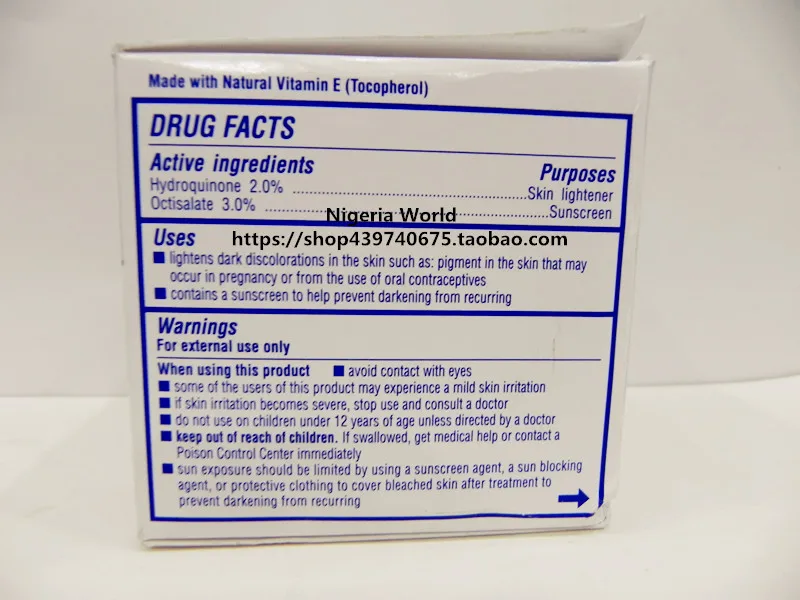 Made with Natural Vitamin E (Tocopherol)
DRUG FACTS
Active ingredients Purposes
Hydroquinone 2.0% ........................................................Skin lightener
Octisalate 3.0% ........................................................Sunscreen
Nigeria World
https://shop439740675.taobao.com
Uses
■ lightens dark discolorations in the skin such as: pigment in the skin that may
occur in pregnancy or from the use of oral contraceptives
■ contains a sunscreen to help prevent darkening from recurring
Warnings
For external use only
When using this product ■ avoid contact with eyes
■ some of the users of this product may experience a mild skin irritation
■ if skin irritation becomes severe, stop use and consult a doctor
■ do not use on children under 12 years of age unless directed by a doctor
■ keep out of reach of children. If swallowed, get medical help or contact a
Poison Control Center immediately
■ sun exposure should be limited by using a sunscreen agent, a sun blocking
agent, or protective clothing to cover bleached skin after treatment to
prevent darkening from recurring